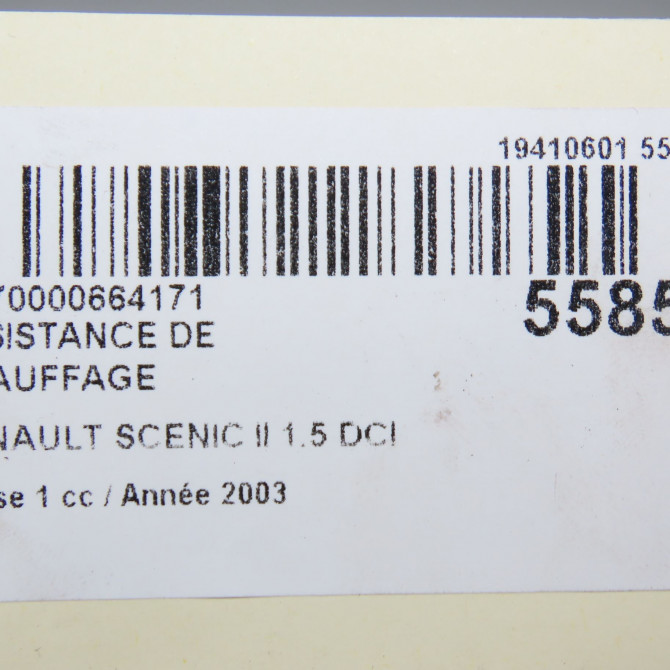 19410601 55
70000664171
5585
SISTANCE DE
AUFFAGE
NAULT SCENIC II 1.5 DCI
se 1 cc / Année 2003